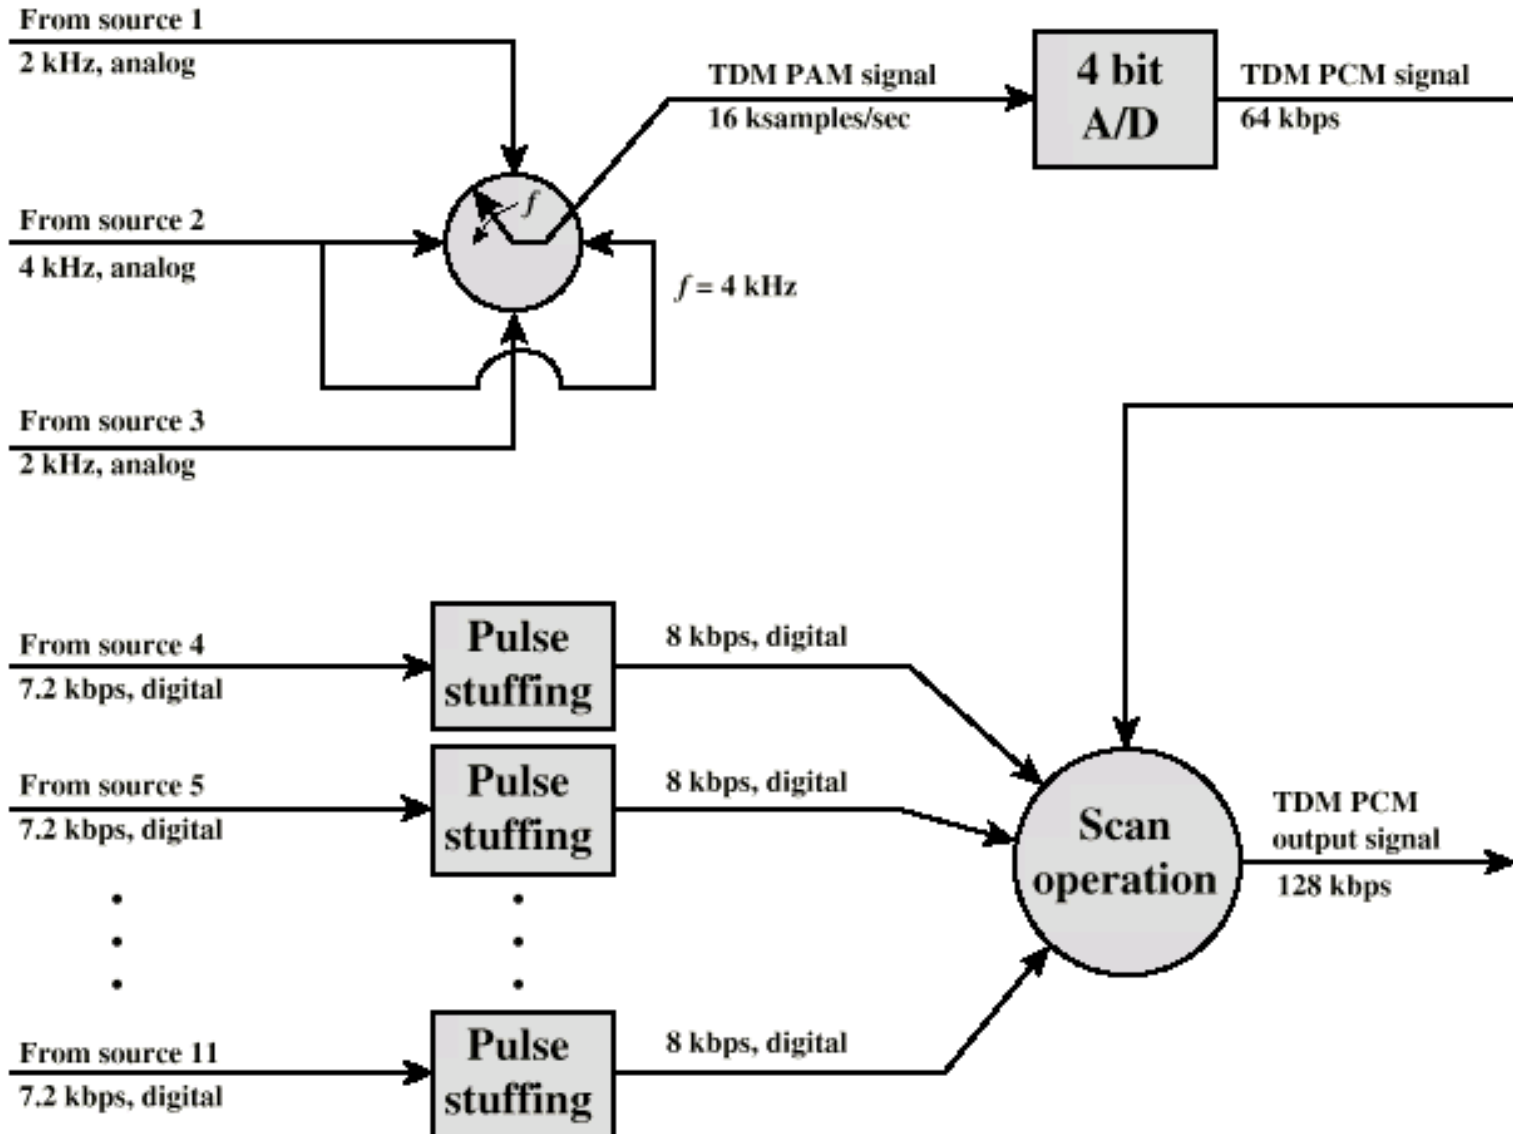 From source 1
2 kHz, analog
TDM PAM signal
16 ksamples/sec
4 bit
A/D
TDM PCM signal
64 kbps
From source 2
4 kHz, analog
f
f = 4 kHz
From source 3
2 kHz, analog
From source 4
7.2 kbps, digital
Pulse
stuffing
8 kbps, digital
From source 5
7.2 kbps, digital
Pulse
stuffing
8 kbps, digital
Scan
operation
TDM PCM
output signal
128 kbps
From source 11
7.2 kbps, digital
Pulse
stuffing
8 kbps, digital